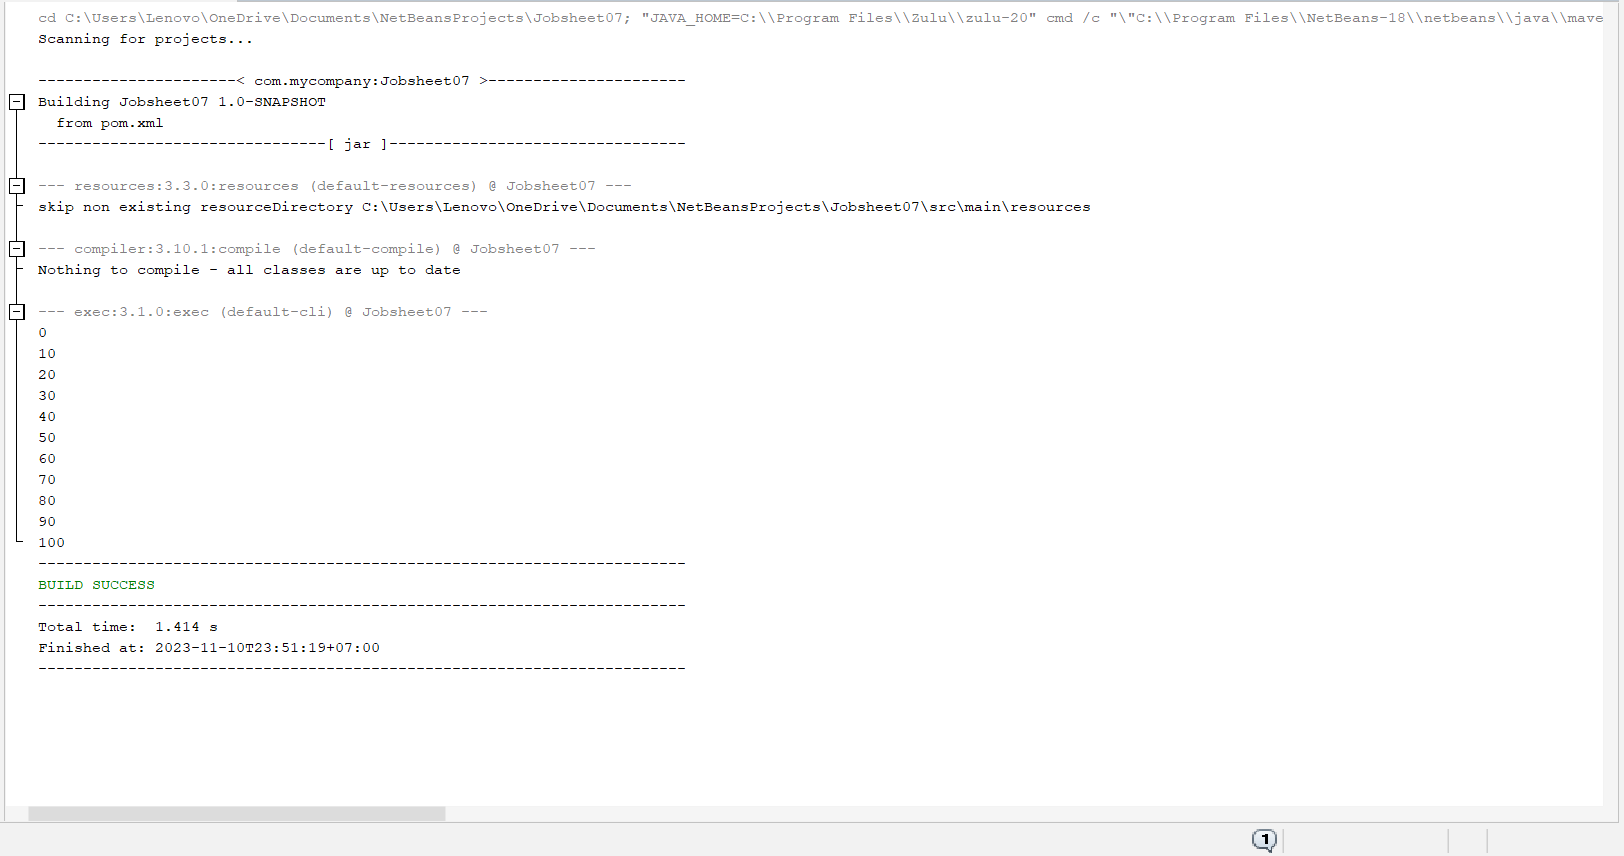 cd C:\Users\Lenovo\OneDrive\Documents\NetBeansProjects\Jobsheet07; "JAVA_HOME=C:\\Program Files\\Zulu\\zulu-20" cmd /c "\"C:\\Program Files\\NetBeans-18\\netbeans\\java\\mave
Scanning for projects...
----------------------< com.mycompany:Jobsheet07 >----------------------
Building Jobsheet07 1.0-SNAPSHOT
  from pom.xml
--------------------------------[ jar ]---------------------------------
--- resources:3.3.0:resources (default-resources) @ Jobsheet07 ---
skip non existing resourceDirectory C:\Users\Lenovo\OneDrive\Documents\NetBeansProjects\Jobsheet07\src\main\resources
--- compiler:3.10.1:compile (default-compile) @ Jobsheet07 ---
Nothing to compile - all classes are up to date
--- exec:3.1.0:exec (default-cli) @ Jobsheet07 ---
0
10
20
30
40
50
60
70
80
90
100
------------------------------------------------------------------------
BUILD SUCCESS
------------------------------------------------------------------------
Total time:  1.414 s
Finished at: 2023-11-10T23:51:19+07:00
------------------------------------------------------------------------
1